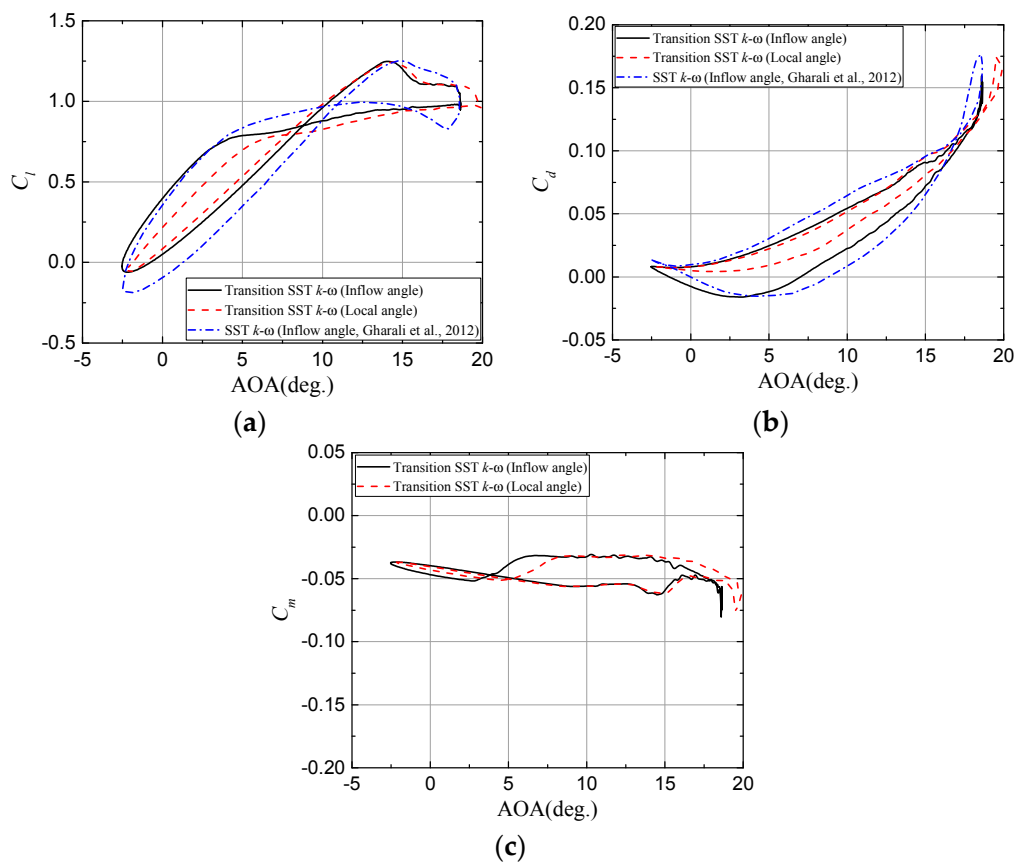 1.5
1.0
0.5
0.0
-0.5
C_l
Transition SST k-ω (Inflow angle)
Transition SST k-ω (Local angle)
SST k-ω (Inflow angle, Gharali et al., 2012)
-5 0 5 10 15 20
AOA(deg.)
(a)
0.20
0.15
0.10
0.05
0.00
-0.05
C_d
Transition SST k-ω (Inflow angle)
Transition SST k-ω (Local angle)
SST k-ω (Inflow angle, Gharali et al., 2012)
-5 0 5 10 15 20
AOA(deg.)
(b)
0.05
0.00
-0.05
-0.10
-0.15
-0.20
C_m
Transition SST k-ω (Inflow angle)
Transition SST k-ω (Local angle)
-5 0 5 10 15 20
AOA(deg.)
(c)